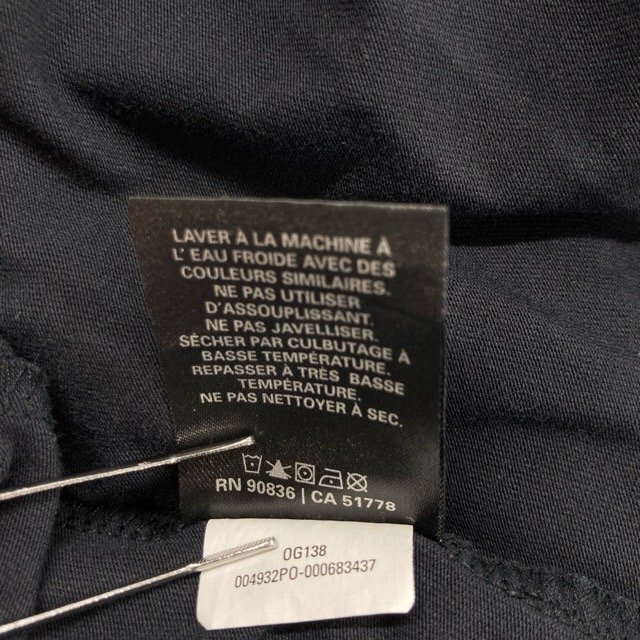 LAVER À LA MACHINE À
L' EAU FROIDE AVEC DES
COULEURS SIMILAIRES.
NE PAS UTILISER
D'ASSOUPLISSANT.
NE PAS JAVELLISER.
SÉCHER PAR CULBUTAGE À
BASSE TEMPÉRATURE.
REPASSER À TRÈS BASSE
TEMPÉRATURE.
NE PAS NETTOYER À SEC.
RN 90836 | CA 51778
OG138
004932PO-000683437